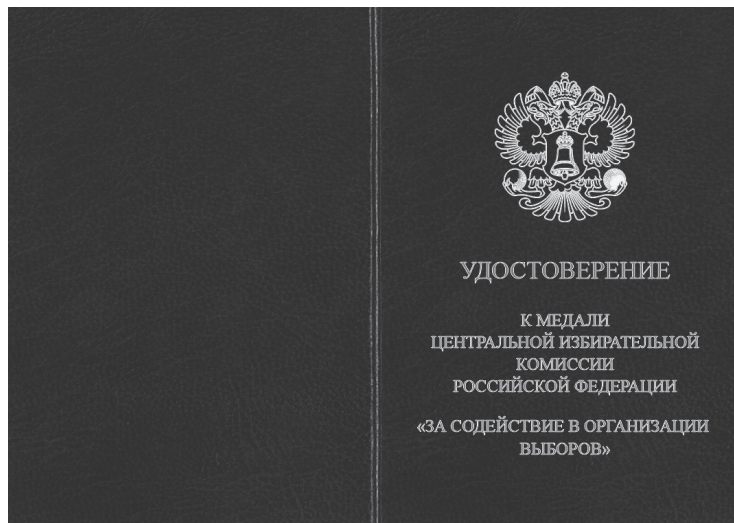 УДОСТОВЕРЕНИЕ
К МЕДАЛИ
ЦЕНТРАЛЬНОЙ ИЗБИРАТЕЛЬНОЙ
КОМИССИИ
РОССИЙСКОЙ ФЕДЕРАЦИИ
«ЗА СОДЕЙСТВИЕ В ОРГАНИЗАЦИИ
ВЫБОРОВ»